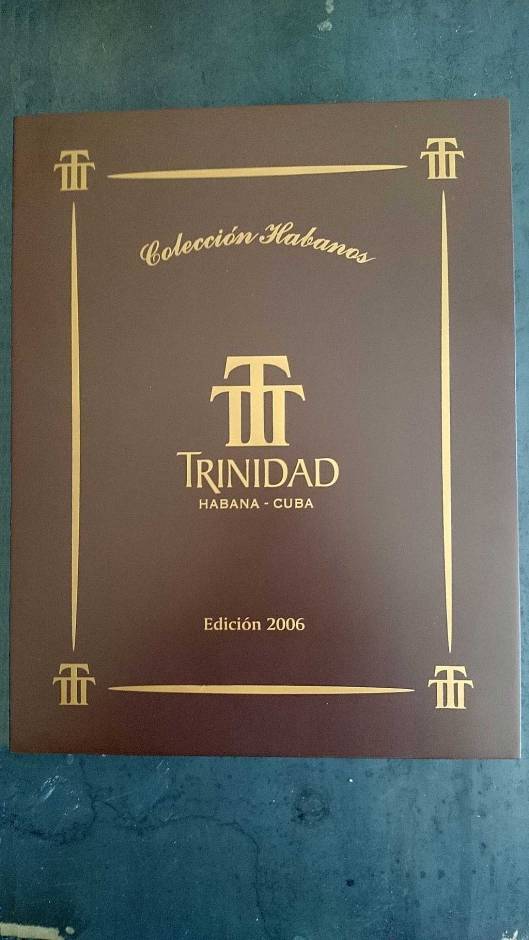 Colección Habanos
TRINIDAD
HABANA - CUBA
Edición 2006